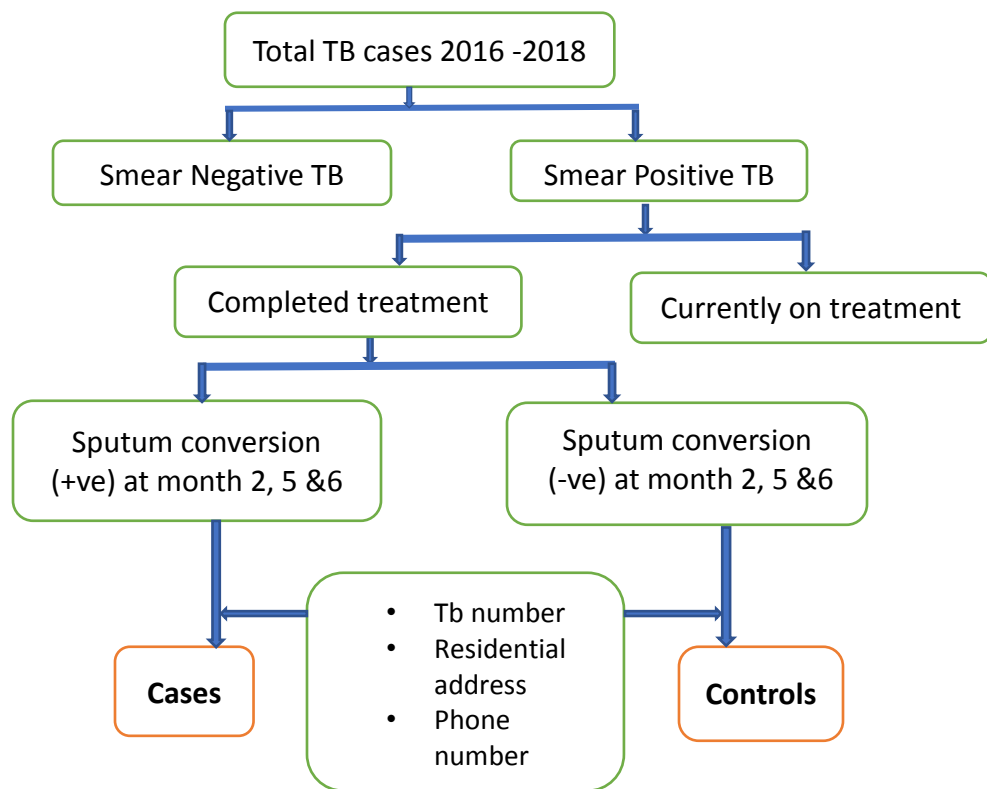 Total TB cases 2016 -2018
Smear Negative TB
Smear Positive TB
Completed treatment
Currently on treatment
Sputum conversion
(+ve) at month 2, 5 &6
Sputum conversion
(-ve) at month 2, 5 &6
• Tb number
• Residential
address
• Phone
number
Cases
Controls